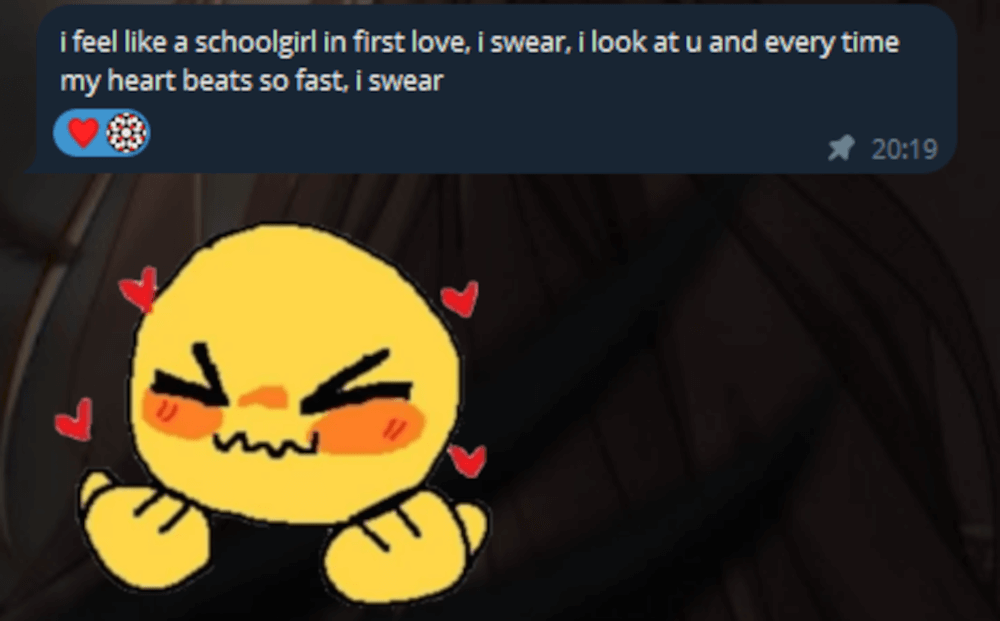 i feel like a schoolgirl in first love, i swear, i look at u and every time
my heart beats so fast, i swear
20:19